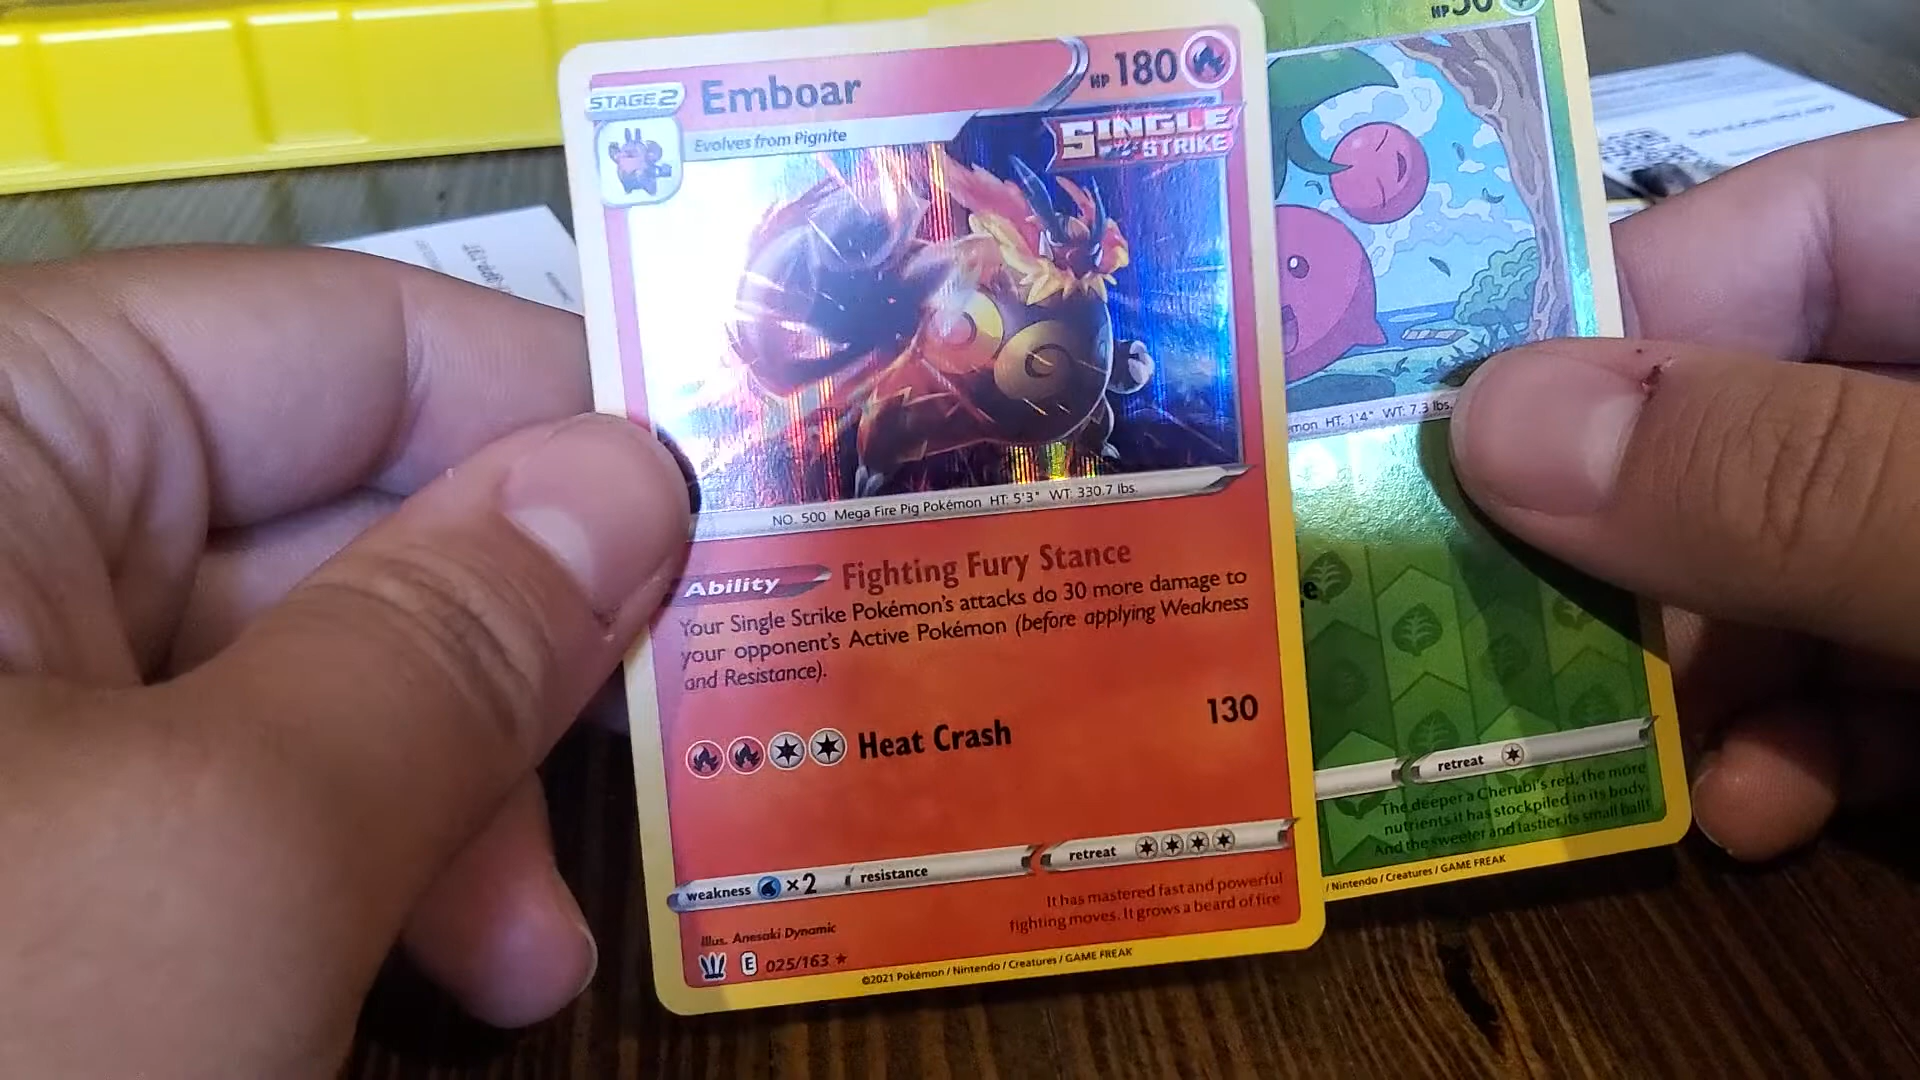 STAGE 2
Emboar
HP 180
Evolves from Pignite
SINGLE
STRIKE
NO. 500 Mega Fire Pig Pokémon HT: 5'3" WT: 330.7 lbs.
Ability Fighting Fury Stance
Your Single Strike Pokémon's attacks do 30 more damage to
your opponent's Active Pokémon (before applying Weakness
and Resistance).
Heat Crash 130
weakness ×2 resistance
retreat
It has mastered fast and powerful
fighting moves. It grows a beard of fire
Illus. Anesaki Dynamic
E 025/163 ★
©2021 Pokémon / Nintendo / Creatures / GAME FREAK
HP 50
HT: 1'4" WT: 7.3 lbs.
retreat
The deeper a Cherubi's red, the more
nutrients it has stockpiled in its body.
And the sweeter and tastier its small ball!
/ Nintendo / Creatures / GAME FREAK